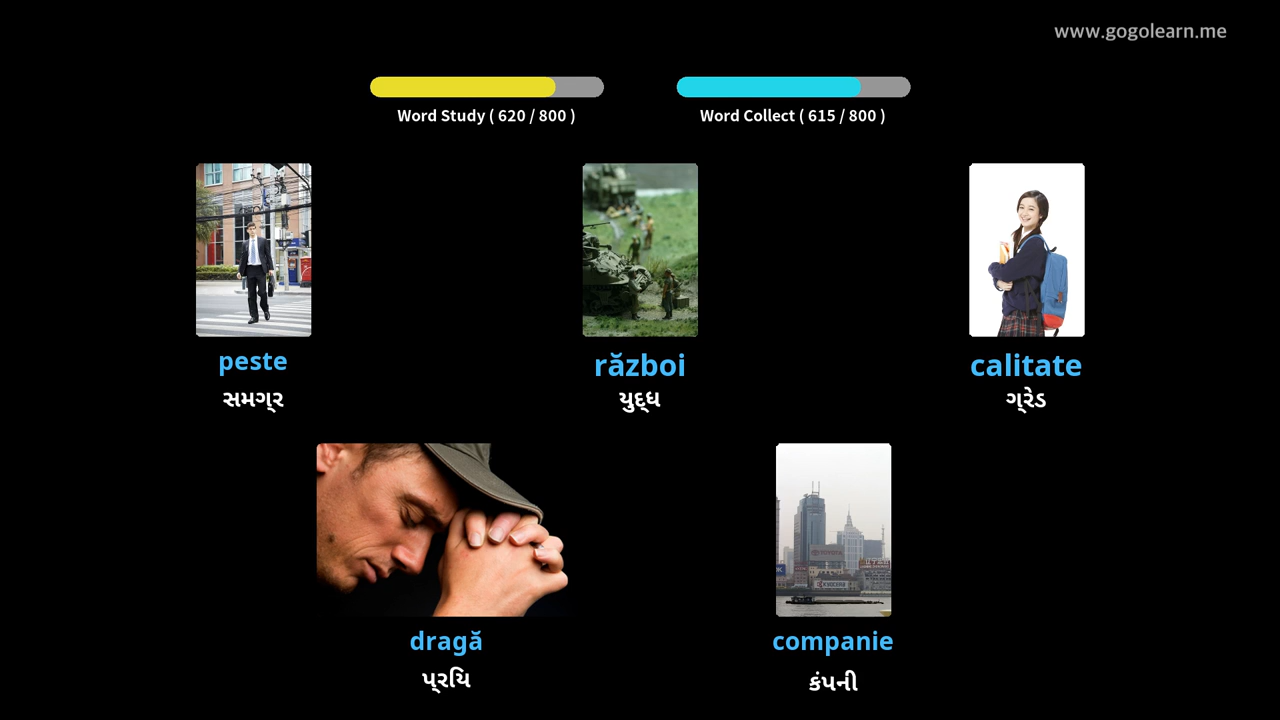 www.gogolearn.me
Word Study ( 620 / 800 )
Word Collect ( 615 / 800 )
peste
સમગ્ર
război
યુદ્ધ
calitate
ગ્રેડ
dragă
પ્રિય
companie
કંપની